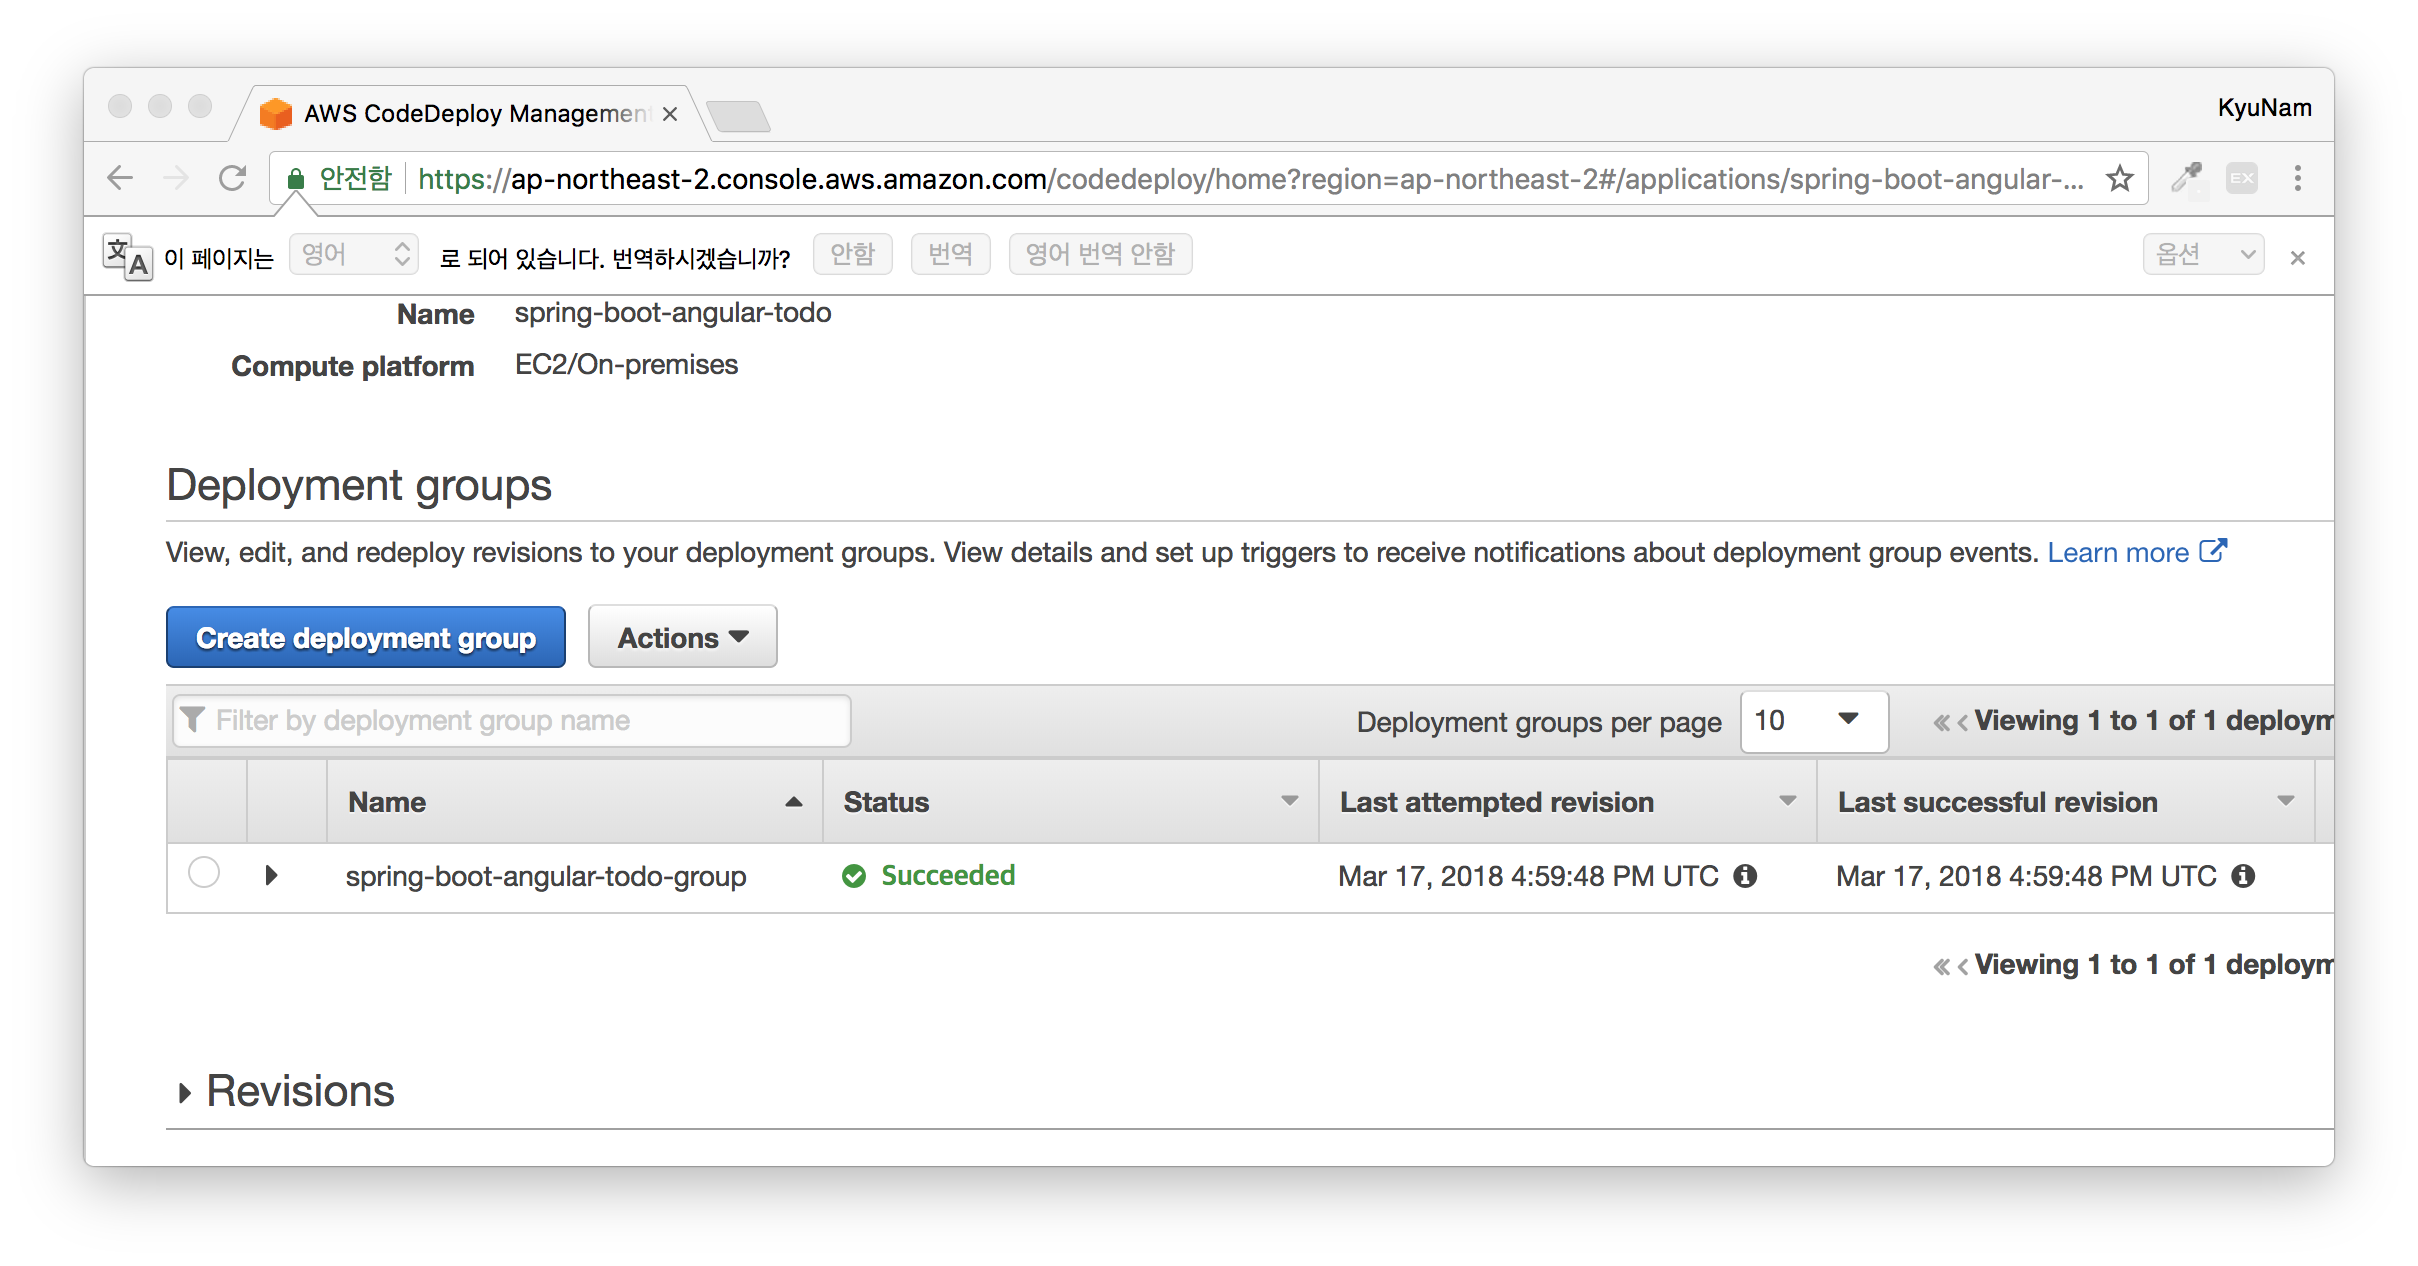 AWS CodeDeploy Managemen
KyuNam
안전함 https://ap-northeast-2.console.aws.amazon.com/codedeploy/home?region=ap-northeast-2#/applications/spring-boot-angular-...
EX
文A 이 페이지는 영어 로 되어 있습니다. 번역하시겠습니까? 안함 번역 영어 번역 안함 옵션
Name spring-boot-angular-todo
Compute platform EC2/On-premises
Deployment groups
View, edit, and redeploy revisions to your deployment groups. View details and set up triggers to receive notifications about deployment group events. Learn more
Create deployment group Actions
Filter by deployment group name Deployment groups per page 10 « ‹ Viewing 1 to 1 of 1 deploym
Name Status Last attempted revision Last successful revision
spring-boot-angular-todo-group Succeeded Mar 17, 2018 4:59:48 PM UTC Mar 17, 2018 4:59:48 PM UTC
« ‹ Viewing 1 to 1 of 1 deploym
Revisions